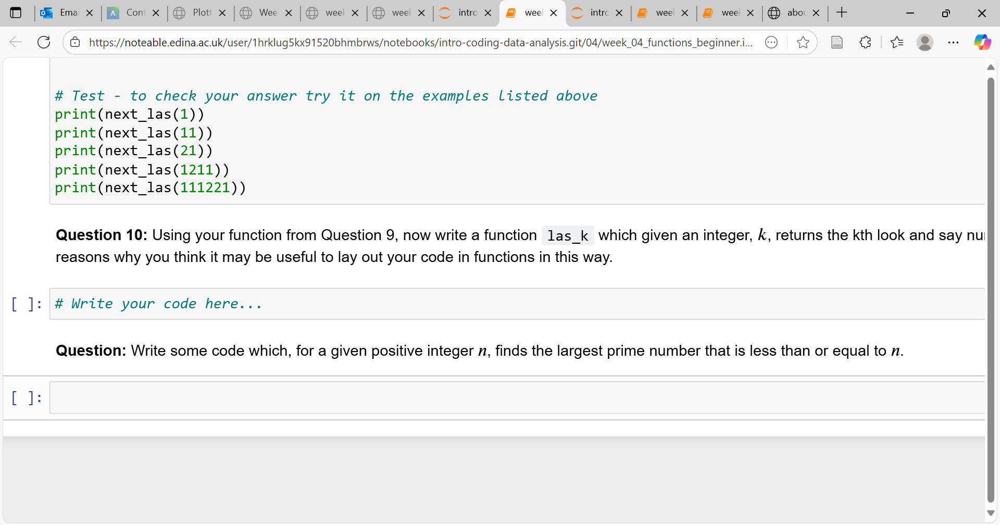 Emai
Cont
Plott
Wee
week
week
intro
week
intro
week
week
abou
https://noteable.edina.ac.uk/user/1hrklug5kx91520bhmbrws/notebooks/intro-coding-data-analysis.git/04/week_04_functions_beginner.i...
# Test - to check your answer try it on the examples listed above
print(next_las(1))
print(next_las(11))
print(next_las(21))
print(next_las(1211))
print(next_las(111221))
Question 10: Using your function from Question 9, now write a function las_k which given an integer, k, returns the kth look and say nu
reasons why you think it may be useful to lay out your code in functions in this way.
[ ]: # Write your code here...
Question: Write some code which, for a given positive integer n, finds the largest prime number that is less than or equal to n.
[ ]: